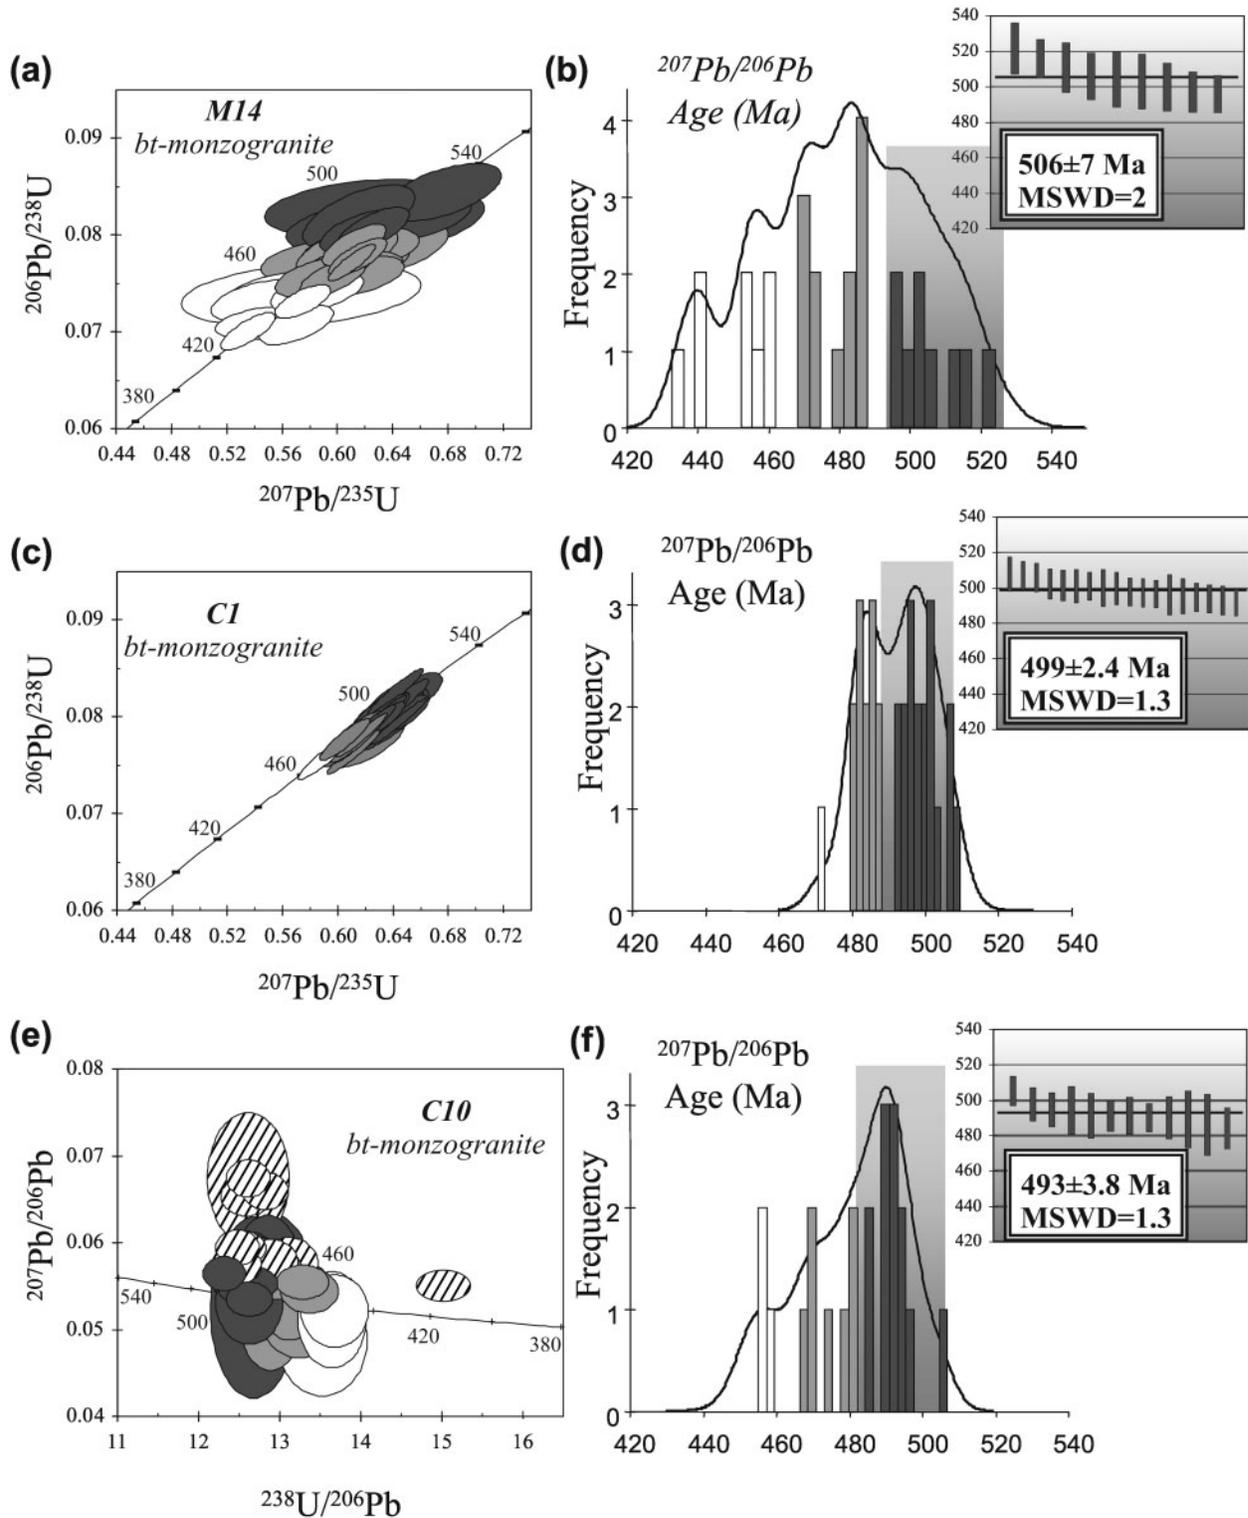 (a)
M14
bt-monzogranite
500
540
460
420
380
0.09
0.08
0.07
0.06
²⁰⁶Pb/²³⁸U
0.44 0.48 0.52 0.56 0.60 0.64 0.68 0.72
²⁰⁷Pb/²³⁵U
(b)
²⁰⁷Pb/²⁰⁶Pb
Age (Ma)
Frequency
4
3
2
1
0
420 440 460 480 500 520 540
540
520
500
480
460
440
420
506±7 Ma
MSWD=2
(c)
C1
bt-monzogranite
540
500
460
420
380
0.09
0.08
0.07
0.06
²⁰⁶Pb/²³⁸U
0.44 0.48 0.52 0.56 0.60 0.64 0.68 0.72
²⁰⁷Pb/²³⁵U
(d)
²⁰⁷Pb/²⁰⁶Pb
Age (Ma)
Frequency
3
2
1
0
420 440 460 480 500 520 540
540
520
500
480
460
440
420
499±2.4 Ma
MSWD=1.3
(e)
C10
bt-monzogranite
0.08
0.07
0.06
0.05
0.04
²⁰⁷Pb/²⁰⁶Pb
540
500
460
420
380
11 12 13 14 15 16
²³⁸U/²⁰⁶Pb
(f)
²⁰⁷Pb/²⁰⁶Pb
Age (Ma)
Frequency
3
2
1
0
420 440 460 480 500 520 540
540
520
500
480
460
440
420
493±3.8 Ma
MSWD=1.3